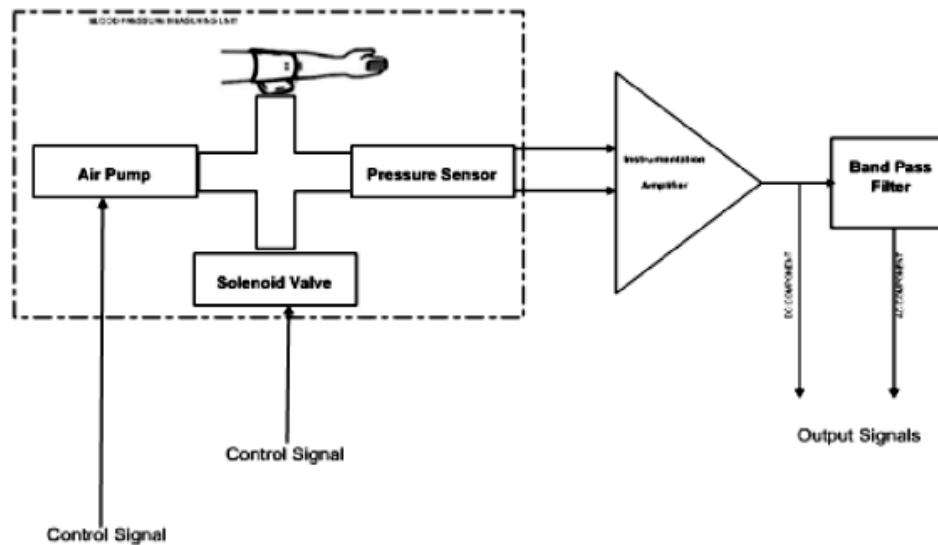 BLOOD PRESSURE MEASURING UNIT
Air Pump
Pressure Sensor
Solenoid Valve
Instrumentation
Amplifier
Band Pass
Filter
DC COMPONENT
AC COMPONENT
Output Signals
Control Signal
Control Signal